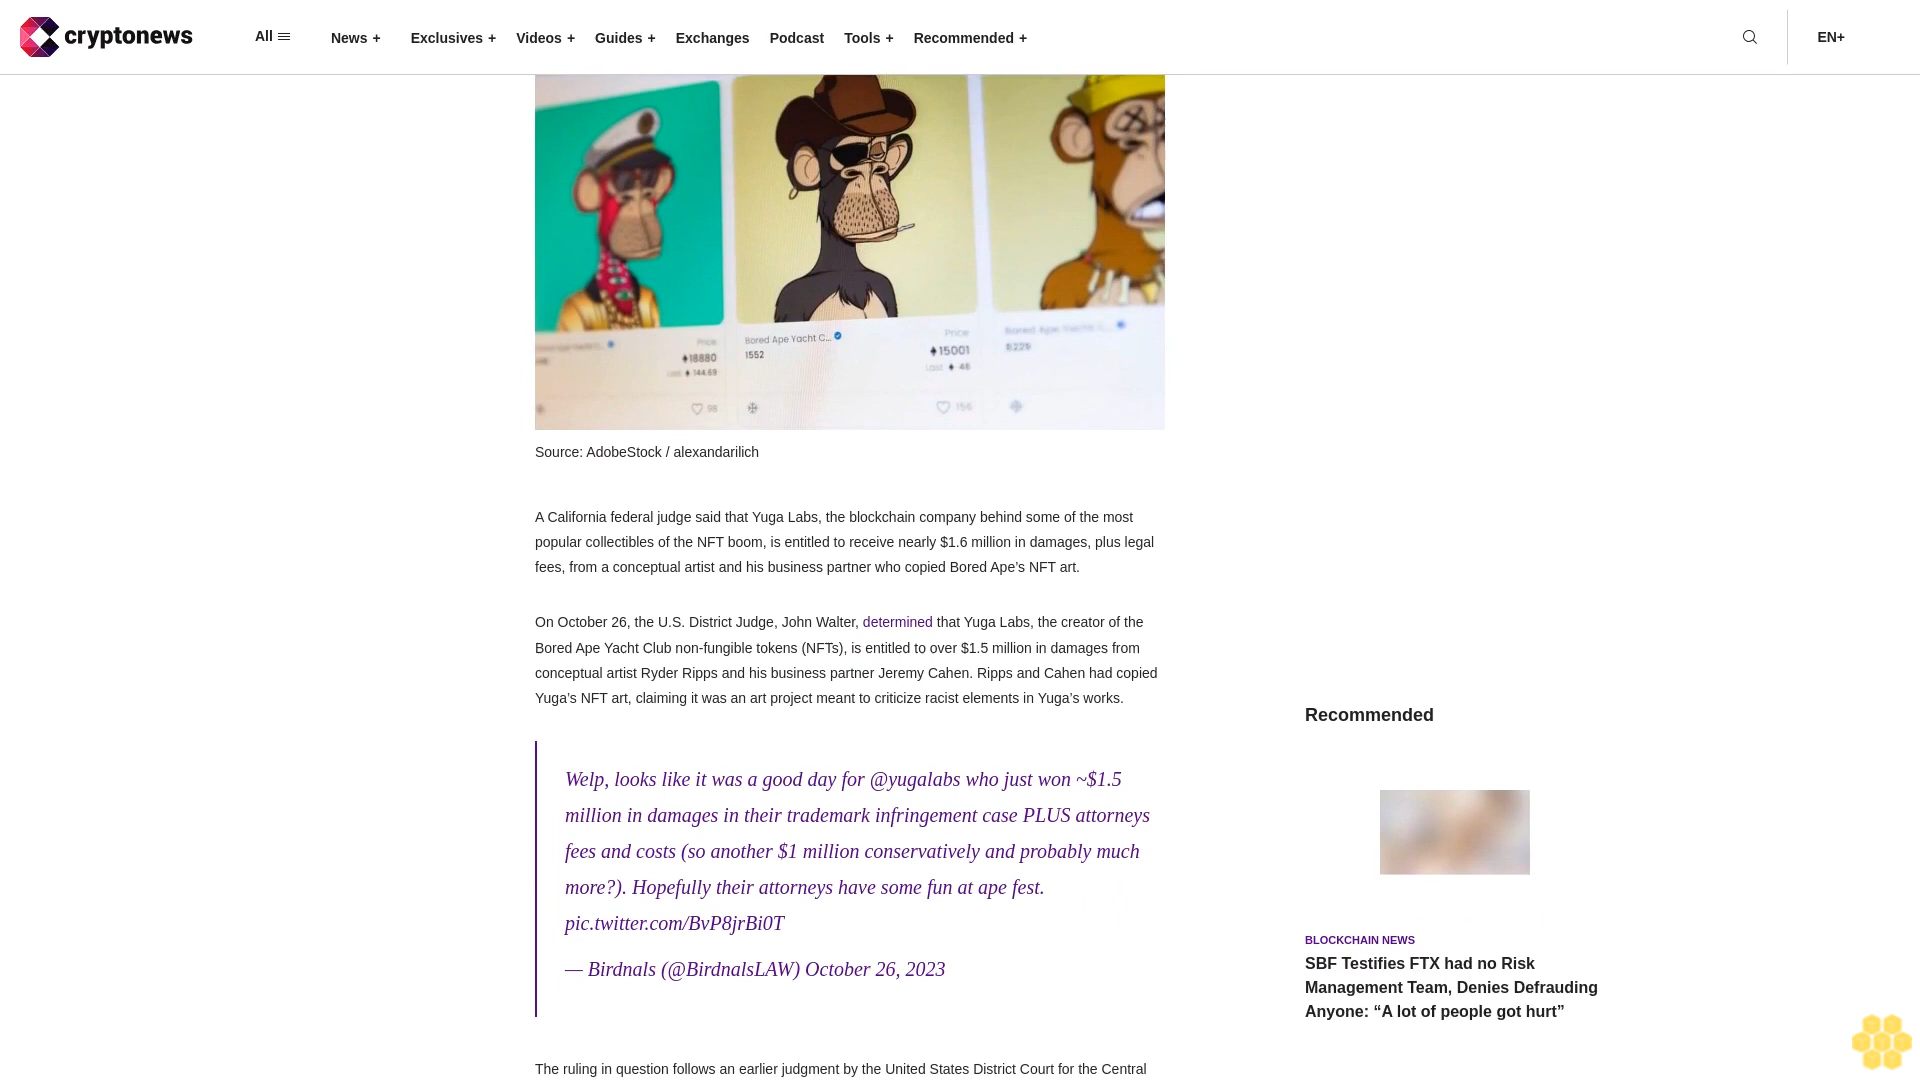 cryptonews
All
News +
Exclusives +
Videos +
Guides +
Exchanges
Podcast
Tools +
Recommended +
EN+
Price
18880
144.69
98
Bored Ape Yacht C...
1552
Price
15001
Last 46
156
Bored Ape Yacht C...
Source: AdobeStock / alexandarilich
A California federal judge said that Yuga Labs, the blockchain company behind some of the most
popular collectibles of the NFT boom, is entitled to receive nearly $1.6 million in damages, plus legal
fees, from a conceptual artist and his business partner who copied Bored Ape’s NFT art.
On October 26, the U.S. District Judge, John Walter, determined that Yuga Labs, the creator of the
Bored Ape Yacht Club non-fungible tokens (NFTs), is entitled to over $1.5 million in damages from
conceptual artist Ryder Ripps and his business partner Jeremy Cahen. Ripps and Cahen had copied
Yuga’s NFT art, claiming it was an art project meant to criticize racist elements in Yuga’s works.
Welp, looks like it was a good day for @yugalabs who just won ~$1.5
million in damages in their trademark infringement case PLUS attorneys
fees and costs (so another $1 million conservatively and probably much
more?). Hopefully their attorneys have some fun at ape fest.
pic.twitter.com/BvP8jrBi0T
— Birdnals (@BirdnalsLAW) October 26, 2023
The ruling in question follows an earlier judgment by the United States District Court for the Central
Recommended
BLOCKCHAIN NEWS
SBF Testifies FTX had no Risk
Management Team, Denies Defrauding
Anyone: “A lot of people got hurt”